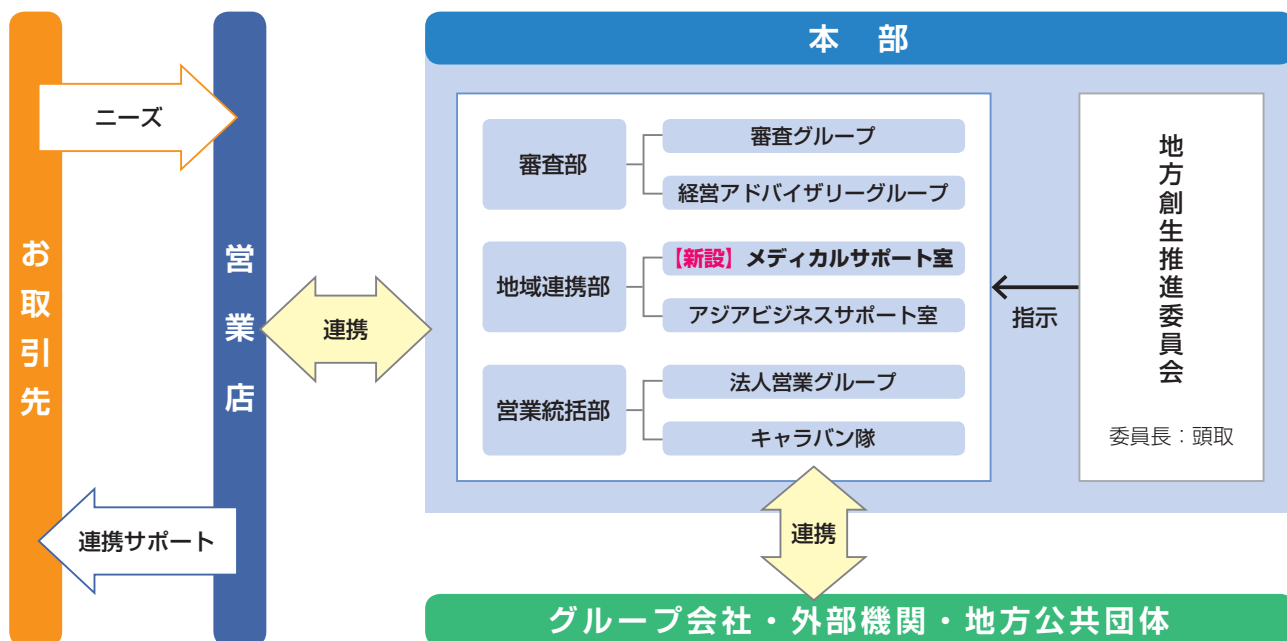 お取引先
ニーズ
連携サポート
営業店
連携
本 部
審査部
審査グループ
経営アドバイザリーグループ
地域連携部
【新設】メディカルサポート室
アジアビジネスサポート室
営業統括部
法人営業グループ
キャラバン隊
指示
地方創生推進委員会
委員長：頭取
連携
グループ会社・外部機関・地方公共団体